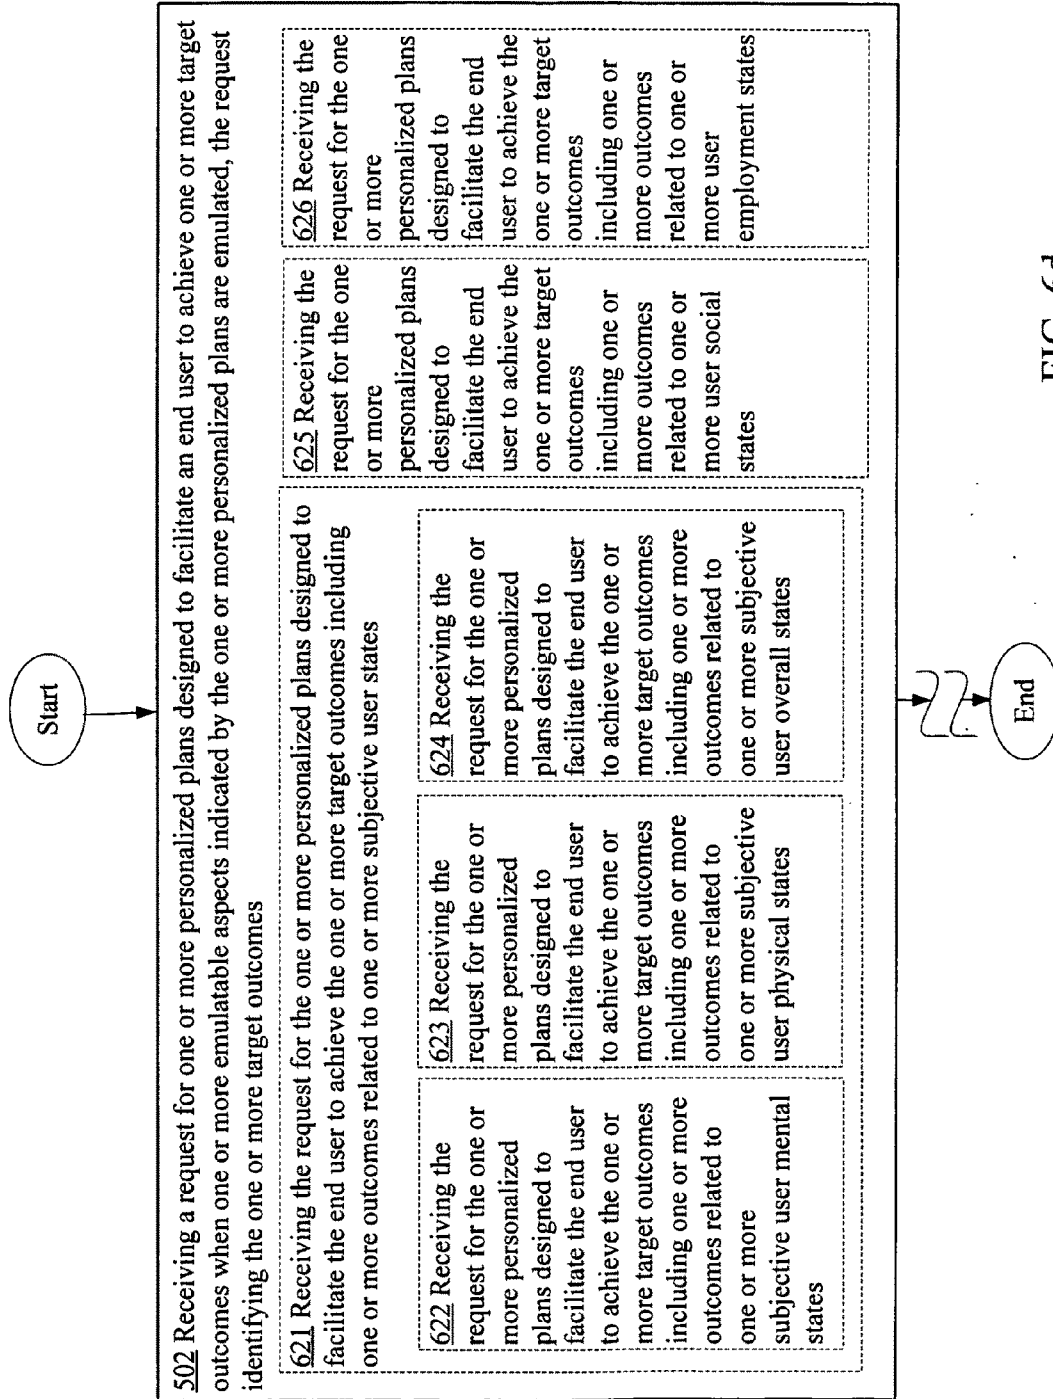 Start
502 Receiving a request for one or more personalized plans designed to facilitate an end user to achieve one or more target
outcomes when one or more emulatable aspects indicated by the one or more personalized plans are emulated, the request
identifying the one or more target outcomes
621 Receiving the request for the one or more personalized plans designed to
facilitate the end user to achieve the one or more target outcomes including
one or more outcomes related to one or more subjective user states
622 Receiving the
request for the one or
more personalized
plans designed to
facilitate the end user
to achieve the one or
more target outcomes
including one or more
outcomes related to
one or more
subjective user mental
states
623 Receiving the
request for the one or
more personalized
plans designed to
facilitate the end user
to achieve the one or
more target outcomes
including one or more
outcomes related to
one or more subjective
user physical states
624 Receiving the
request for the one or
more personalized
plans designed to
facilitate the end user
to achieve the one or
more target outcomes
including one or more
outcomes related to
one or more subjective
user overall states
625 Receiving the
request for the one
or more
personalized plans
designed to
facilitate the end
user to achieve the
one or more target
outcomes
including one or
more outcomes
related to one or
more user social
states
626 Receiving the
request for the one
or more
personalized plans
designed to
facilitate the end
user to achieve the
one or more target
outcomes
including one or
more outcomes
related to one or
more user
employment states
End
FIG. 6d